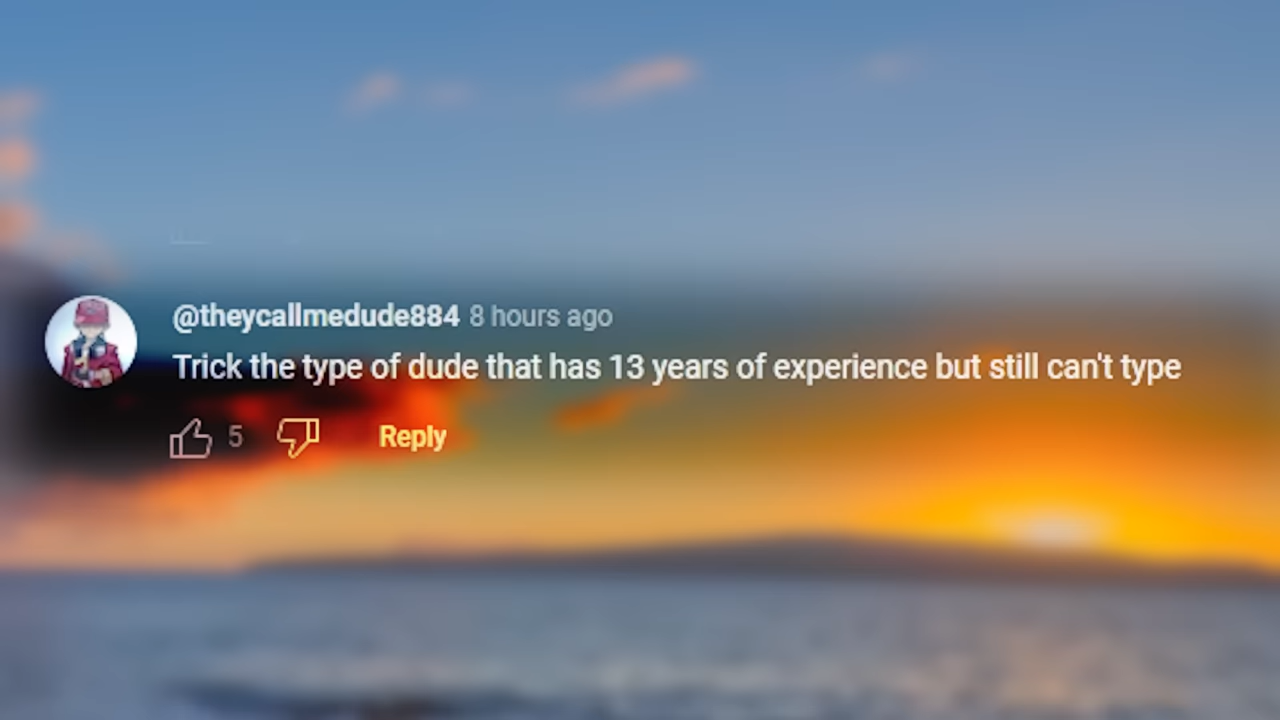 @theycallmedude884 8 hours ago
Trick the type of dude that has 13 years of experience but still can't type
5 Reply